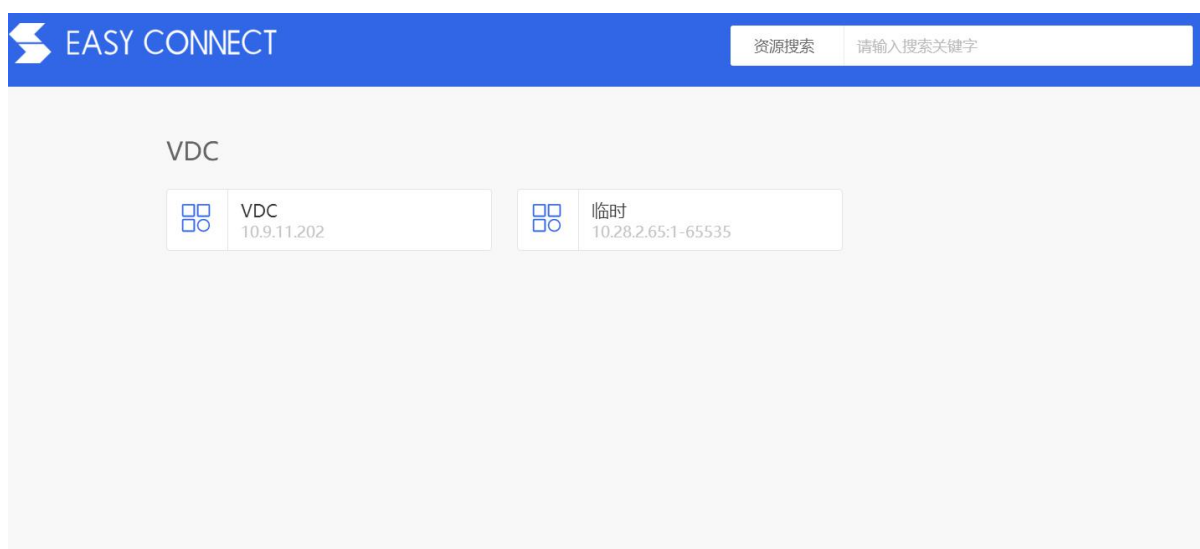 EASY CONNECT
资源搜索 请输入搜索关键字
VDC
VDC
10.9.11.202
临时
10.28.2.65:1-65535